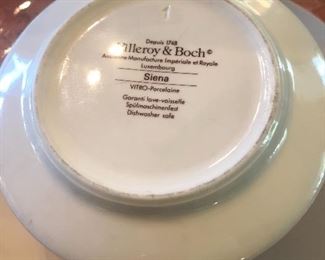 Depuis 1748
Villeroy & Boch©
Ancienne Manufacture Impériale et Royale
Luxembourg
Siena
VITRO-Porcelaine
Garanti lave-vaisselle
Spülmaschinenfest
Dishwasher safe